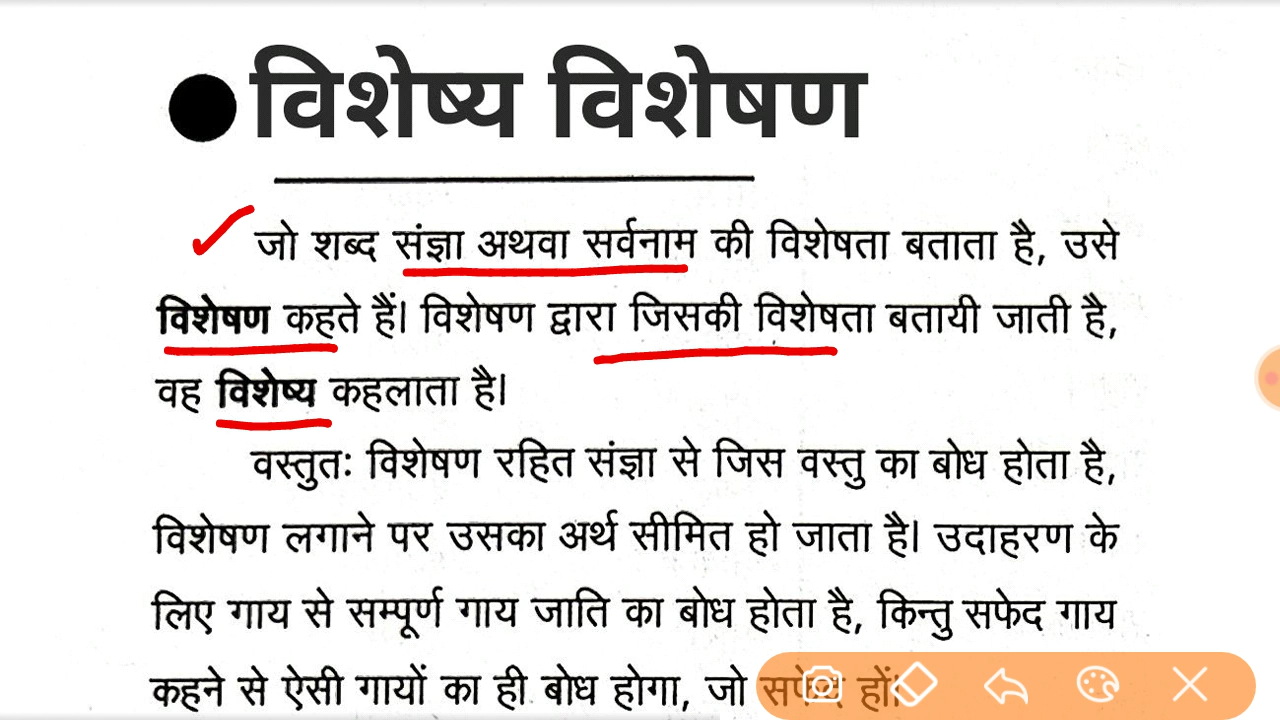 विशेष्य विशेषण
जो शब्द संज्ञा अथवा सर्वनाम की विशेषता बताता है, उसे
विशेषण कहते हैं। विशेषण द्वारा जिसकी विशेषता बतायी जाती है,
वह विशेष्य कहलाता है।
वस्तुतः विशेषण रहित संज्ञा से जिस वस्तु का बोध होता है,
विशेषण लगाने पर उसका अर्थ सीमित हो जाता है। उदाहरण के
लिए गाय से सम्पूर्ण गाय जाति का बोध होता है, किन्तु सफेद गाय
कहने से ऐसी गायों का ही बोध होगा, जो सफेद हों।